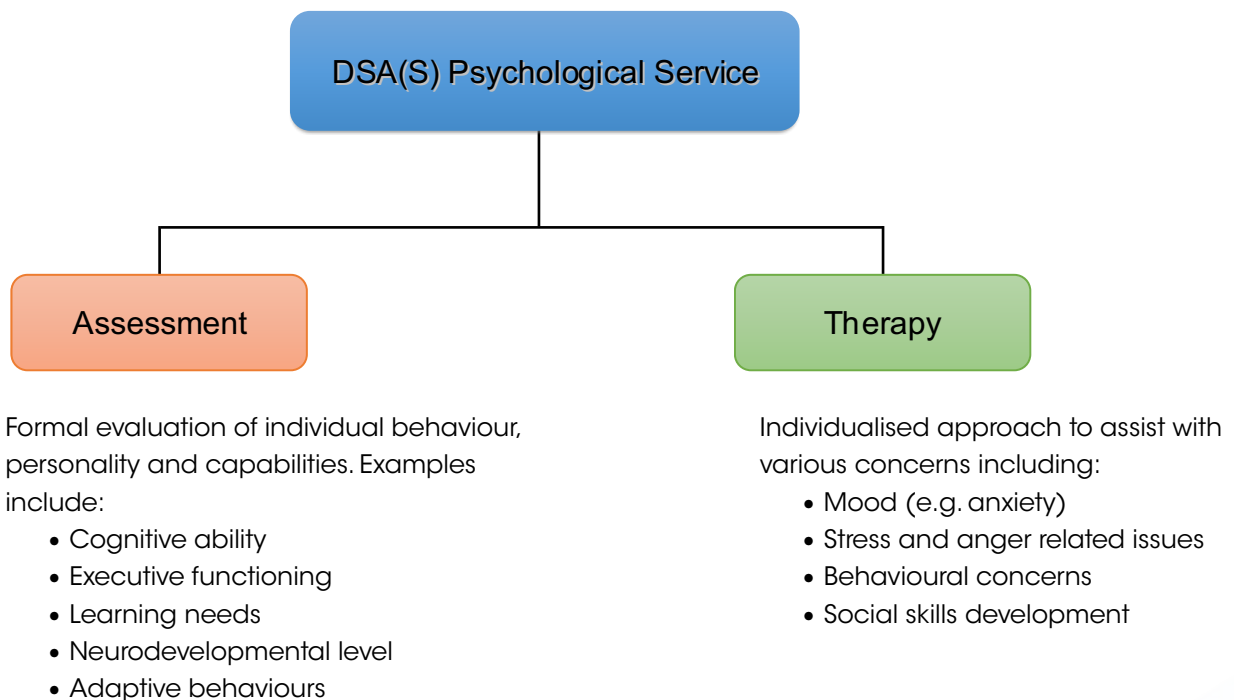 DSA(S) Psychological Service
Assessment
Therapy
Formal evaluation of individual behaviour,
personality and capabilities. Examples
include:
• Cognitive ability
• Executive functioning
• Learning needs
• Neurodevelopmental level
• Adaptive behaviours
Individualised approach to assist with
various concerns including:
• Mood (e.g. anxiety)
• Stress and anger related issues
• Behavioural concerns
• Social skills development